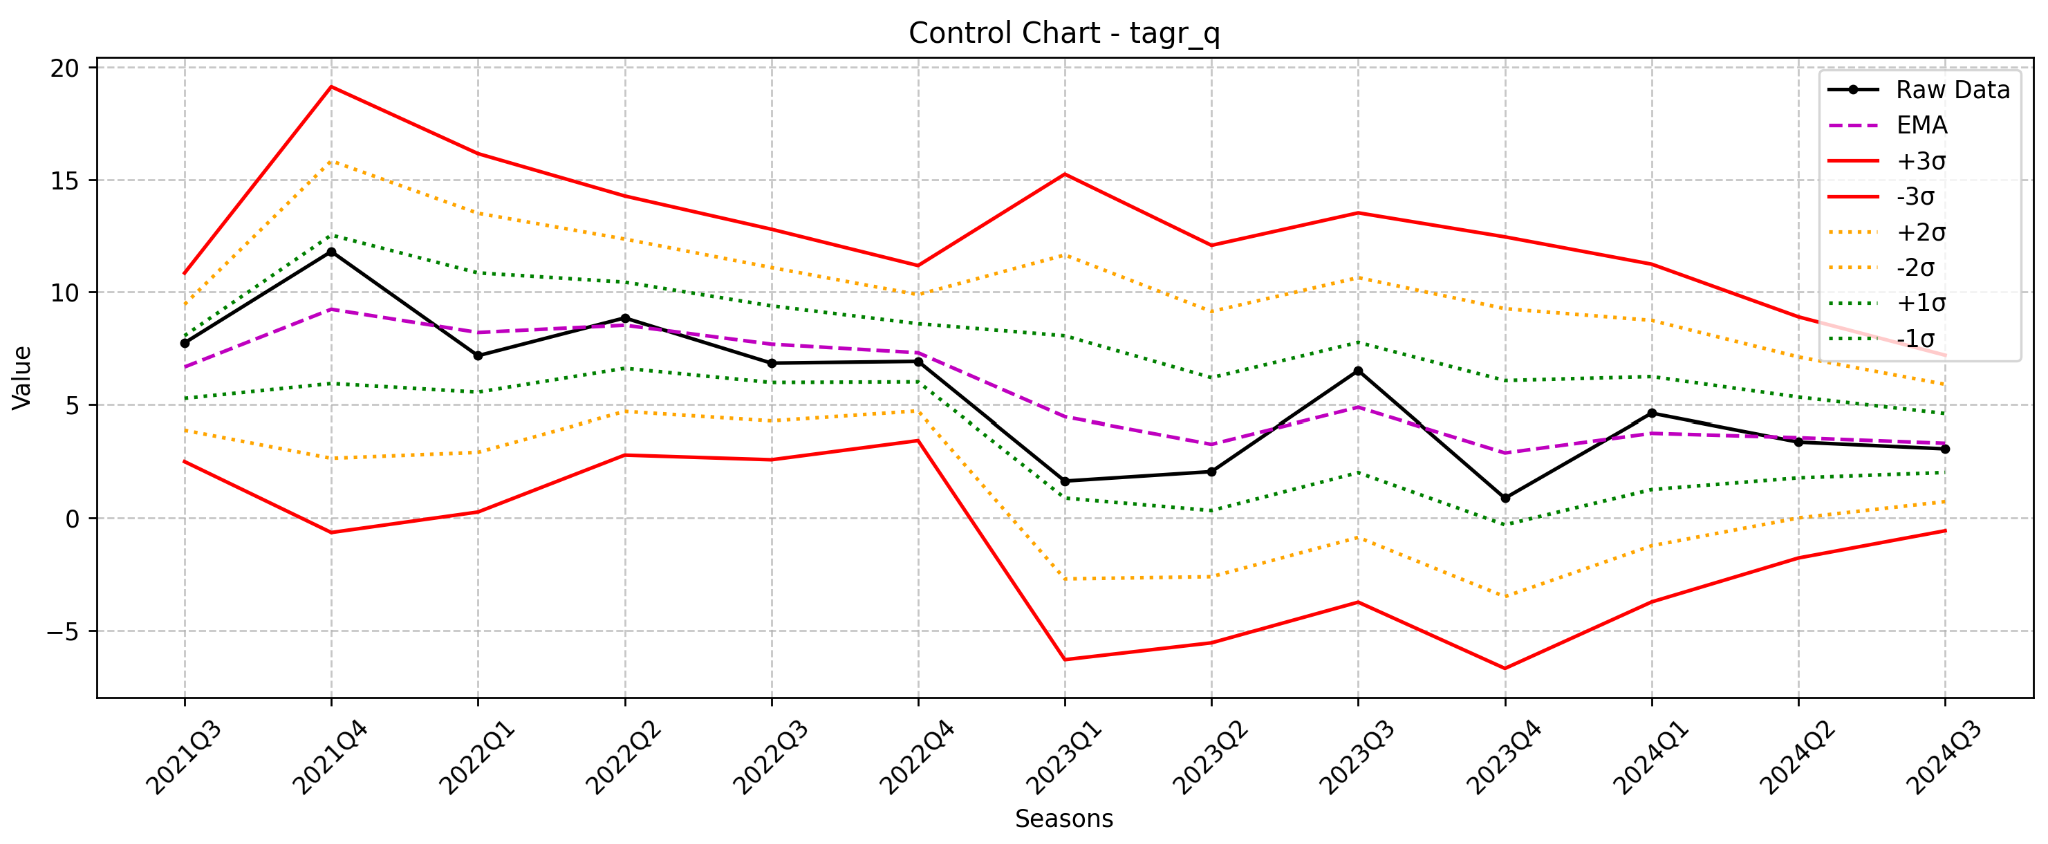 Control Chart - tagr_q
Value
20
15
10
5
0
−5
Raw Data
EMA
+3σ
-3σ
+2σ
-2σ
+1σ
-1σ
2021Q3
2021Q4
2022Q1
2022Q2
2022Q3
2022Q4
2023Q1
2023Q2
2023Q3
2023Q4
2024Q1
2024Q2
2024Q3
Seasons